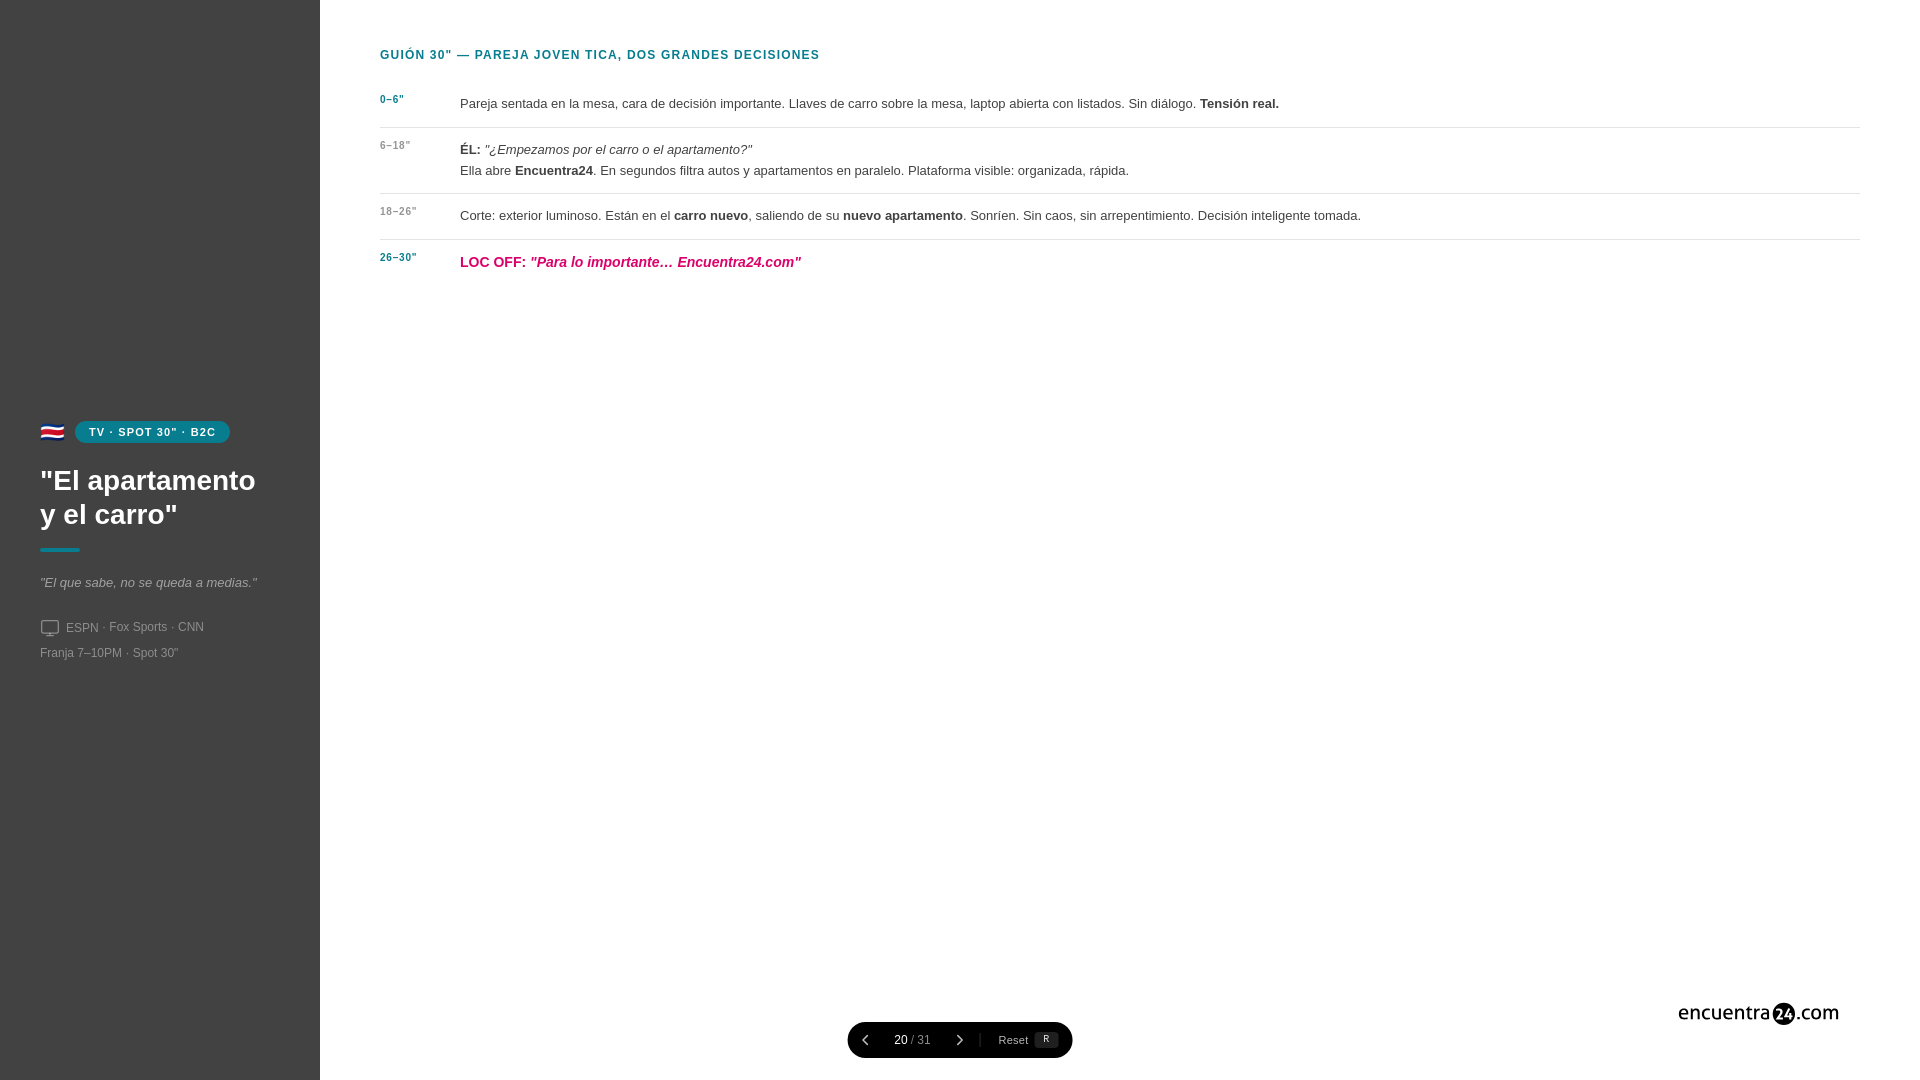 TV · SPOT 30" · B2C
"El apartamento
y el carro"
"El que sabe, no se queda a medias."
ESPN · Fox Sports · CNN
Franja 7–10PM · Spot 30"
GUIÓN 30" — PAREJA JOVEN TICA, DOS GRANDES DECISIONES
0–6"
Pareja sentada en la mesa, cara de decisión importante. Llaves de carro sobre la mesa, laptop abierta con listados. Sin diálogo. Tensión real.
6–18"
ÉL: "¿Empezamos por el carro o el apartamento?"
Ella abre Encuentra24. En segundos filtra autos y apartamentos en paralelo. Plataforma visible: organizada, rápida.
18–26"
Corte: exterior luminoso. Están en el carro nuevo, saliendo de su nuevo apartamento. Sonríen. Sin caos, sin arrepentimiento. Decisión inteligente tomada.
26–30"
LOC OFF: "Para lo importante… Encuentra24.com"
encuentra24.com
20 / 31
Reset R